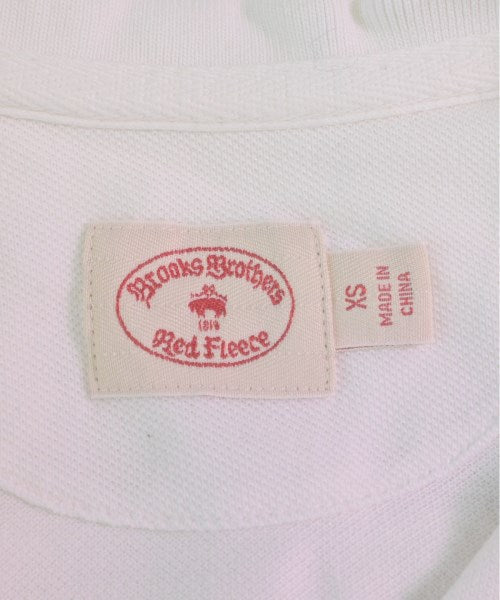 Brooks Brothers
1818
Red Fleece
XS
MADE IN
CHINA